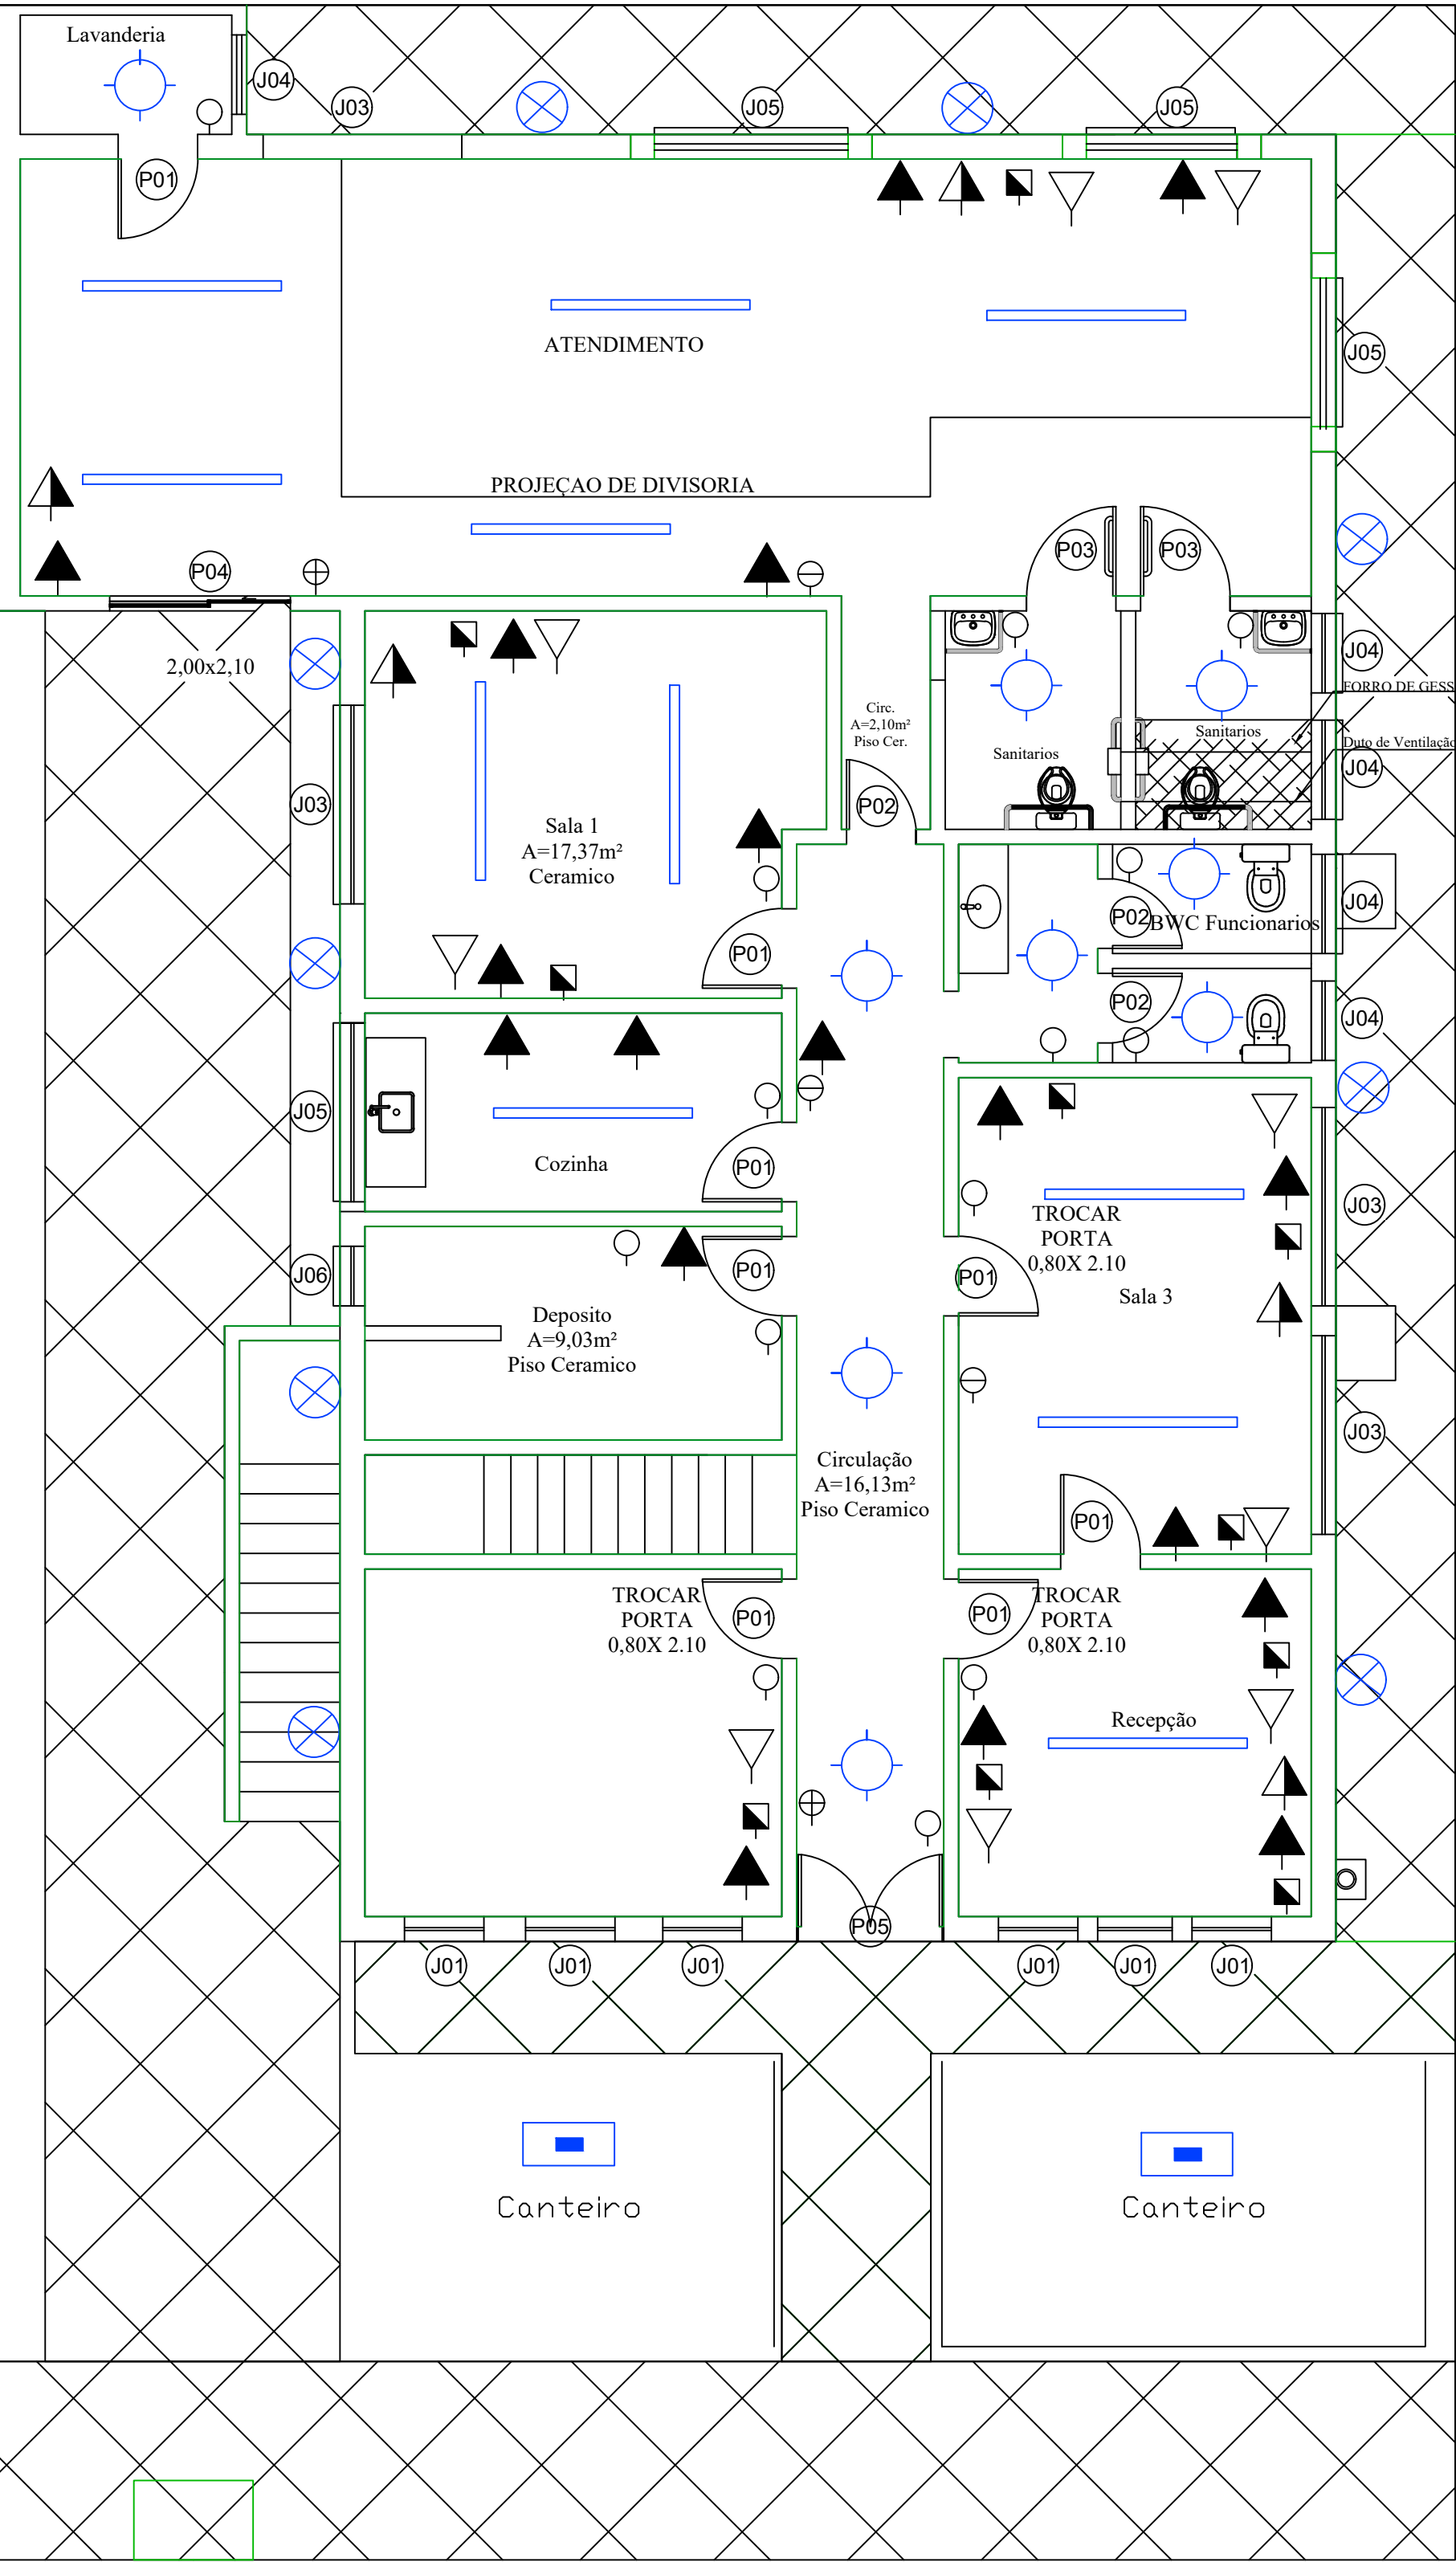 Lavanderia
J04
J03
J05
J05
P01
J05
ATENDIMENTO
PROJEÇAO DE DIVISORIA
P03
P03
P04
2,00x2,10
J04
FORRO DE GESS
Circ.
A=2,10m²
Piso Cer.
Sanitarios
Sanitarios
Duto de Ventilação
J04
J03
P02
Sala 1
A=17,37m²
Ceramico
J04
P02
BWC Funcionarios
P01
P02
J04
J05
Cozinha
P01
J03
TROCAR
PORTA
0,80X 2.10
J06
P01
P01
Sala 3
Deposito
A=9,03m²
Piso Ceramico
J03
Circulação
A=16,13m²
Piso Ceramico
P01
TROCAR
PORTA
0,80X 2.10
P01
P01
TROCAR
PORTA
0,80X 2.10
Recepção
P05
J01
J01
J01
J01
J01
J01
Canteiro
Canteiro